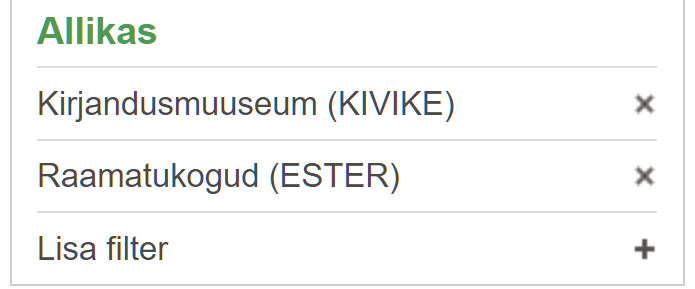 Allikas
Kirjandusmuuseum (KIVIKE)
Raamatukogud (ESTER)
Lisa filter